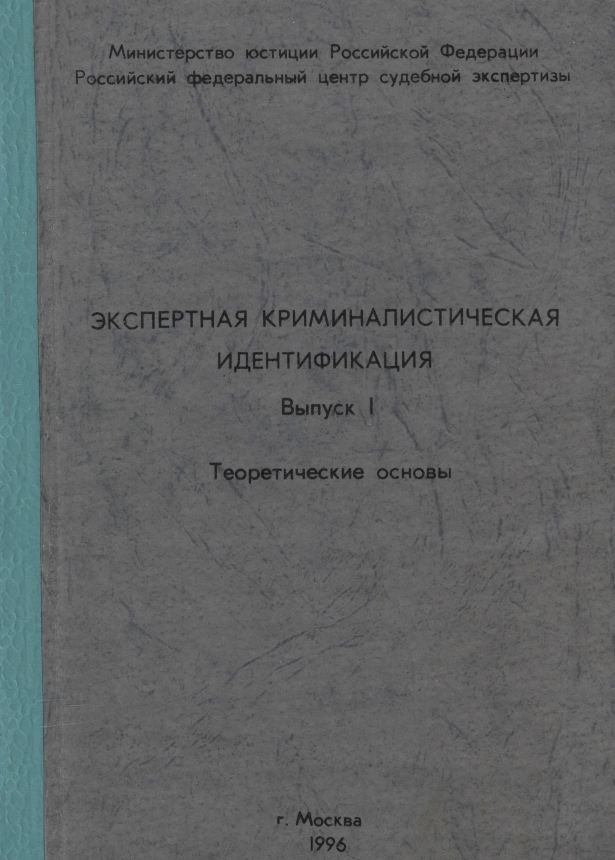 Министерство юстиции Российской Федерации
Российский федеральный центр судебной экспертизы
ЭКСПЕРТНАЯ КРИМИНАЛИСТИЧЕСКАЯ
ИДЕНТИФИКАЦИЯ
Выпуск I
Теоретические основы
г. Москва
1996